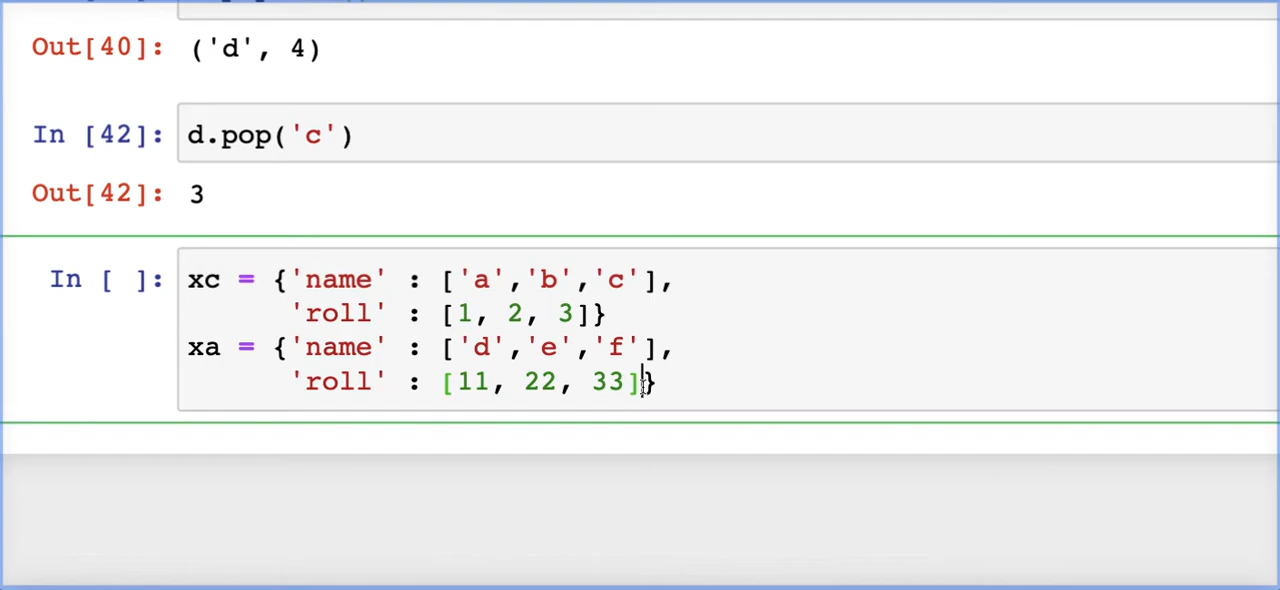 Out[40]: ('d', 4)
In [42]: d.pop('c')
Out[42]: 3
In [ ]: xc = {'name' : ['a','b','c'],
'roll' : [1, 2, 3]}
xa = {'name' : ['d','e','f'],
'roll' : [11, 22, 33]}